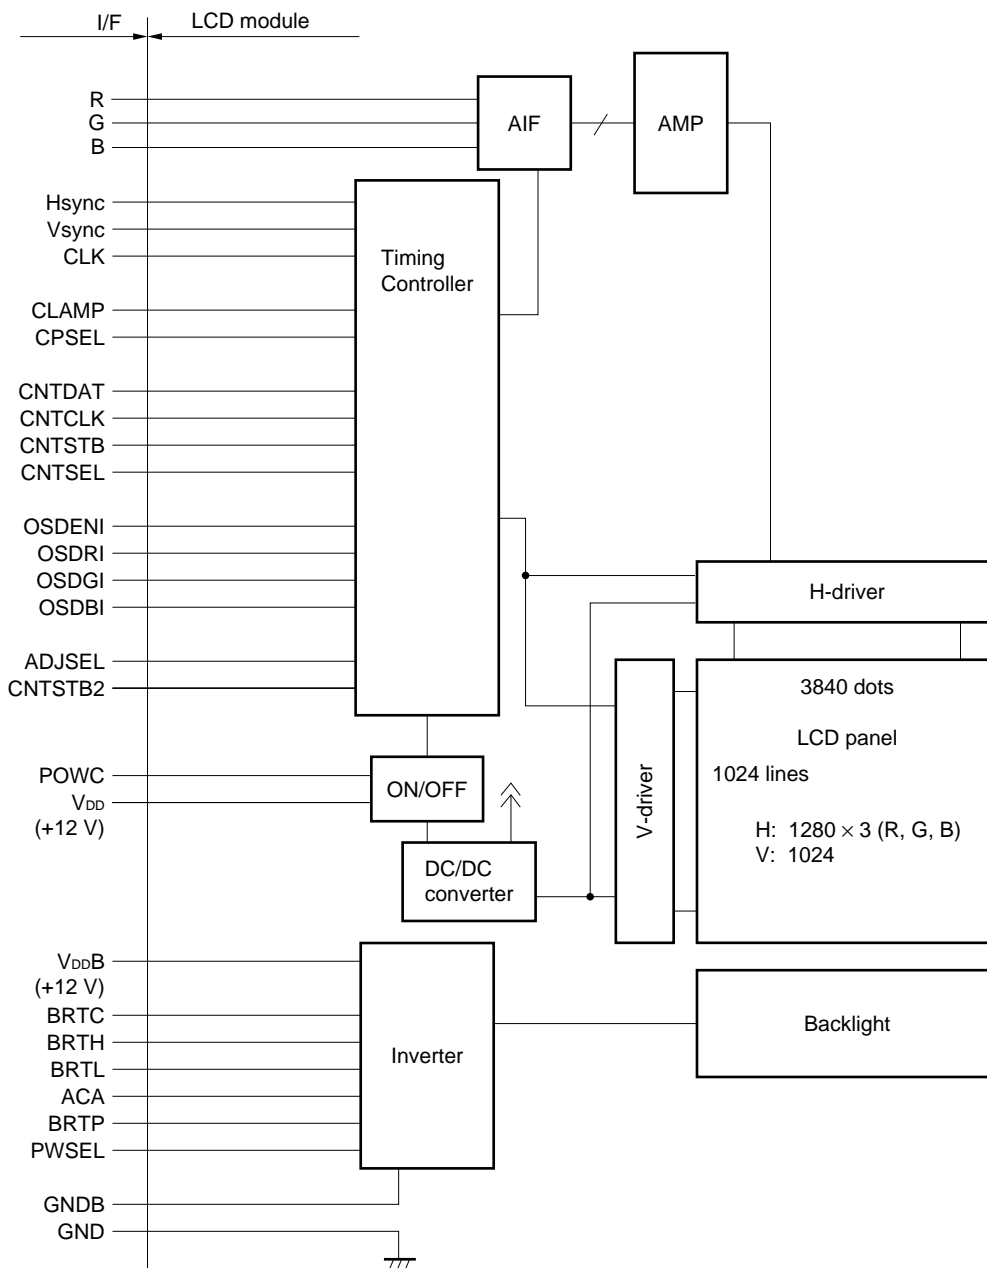 I/F
LCD module
R
G
B
AIF
AMP
Hsync
Vsync
CLK
Timing
Controller
CLAMP
CPSEL
CNTDAT
CNTCLK
CNTSTB
CNTSEL
OSDENI
OSDRI
OSDGI
OSDBI
H-driver
ADJSEL
CNTSTB2
3840 dots
LCD panel
1024 lines
H: 1280 × 3 (R, G, B)
V: 1024
V-driver
POWC
VDD
(+12 V)
ON/OFF
DC/DC
converter
VDDB
(+12 V)
BRTC
BRTH
BRTL
ACA
BRTP
PWSEL
Inverter
Backlight
GNDB
GND